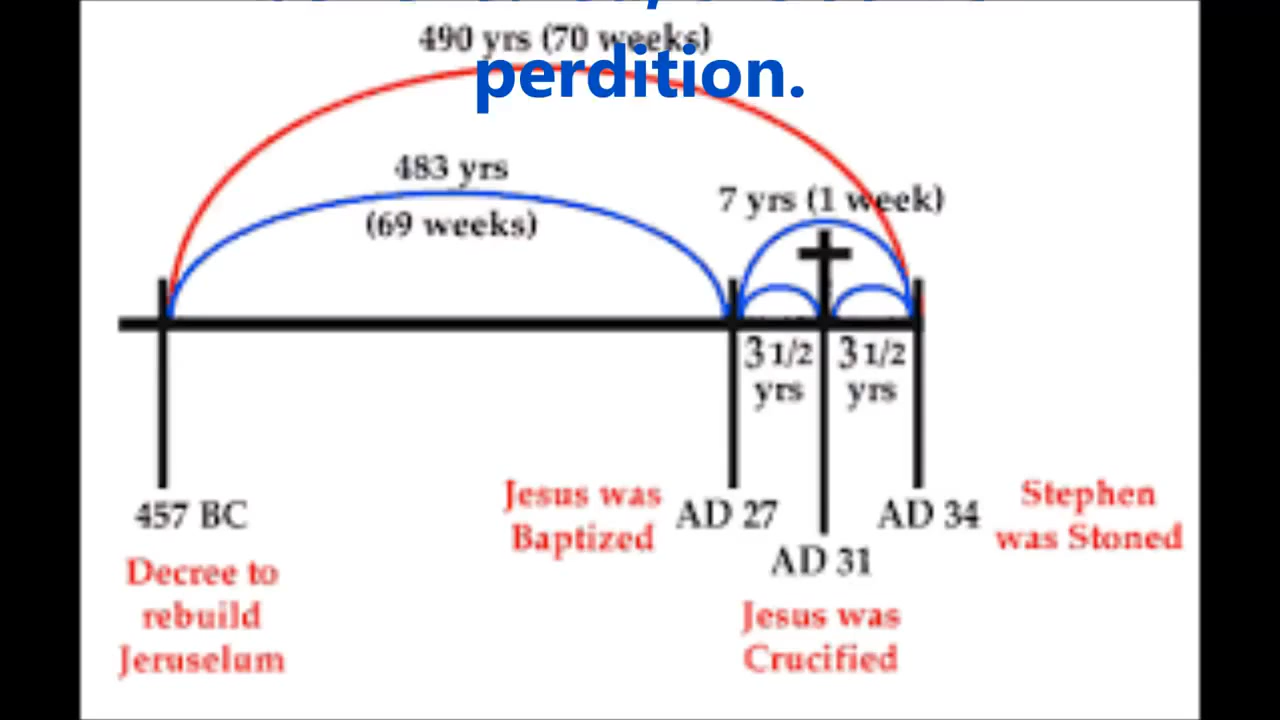 490 yrs (70 weeks)
perdition.
483 yrs
(69 weeks)
7 yrs (1 week)
3 1/2
yrs
3 1/2
yrs
457 BC
Decree to
rebuild
Jeruselum
Jesus was
Baptized
AD 27
AD 31
Jesus was
Crucified
AD 34
Stephen
was Stoned